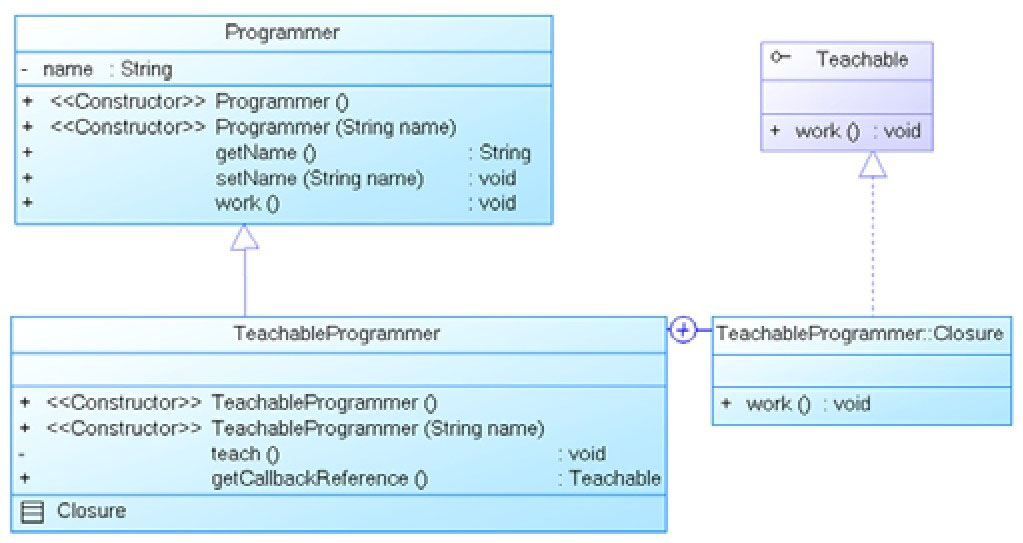 Programmer
- name : String
+ <<Constructor>> Programmer ()
+ <<Constructor>> Programmer (String name)
+ getName () : String
+ setName (String name) : void
+ work () : void
Teachable
+ work () : void
TeachableProgrammer
+ <<Constructor>> TeachableProgrammer ()
+ <<Constructor>> TeachableProgrammer (String name)
- teach () : void
+ getCallbackReference () : Teachable
Closure
TeachableProgrammer::Closure
+ work () : void